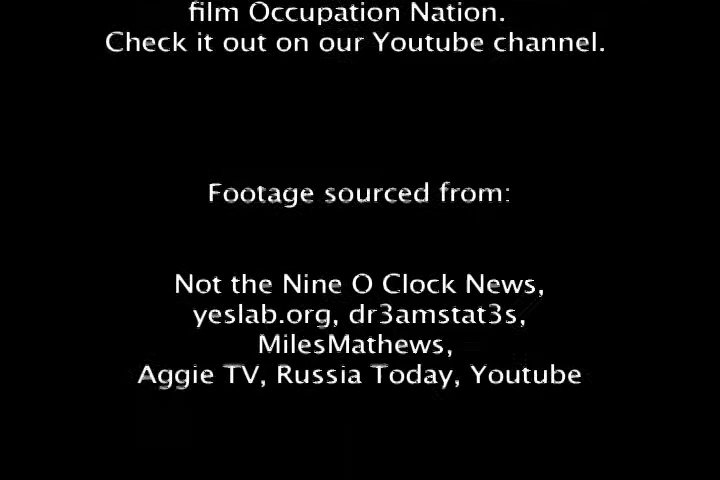 film Occupation Nation.
Check it out on our Youtube channel.
Footage sourced from:
Not the Nine O Clock News,
yeslab.org, dr3amstat3s,
MilesMathews,
Aggie TV, Russia Today, Youtube